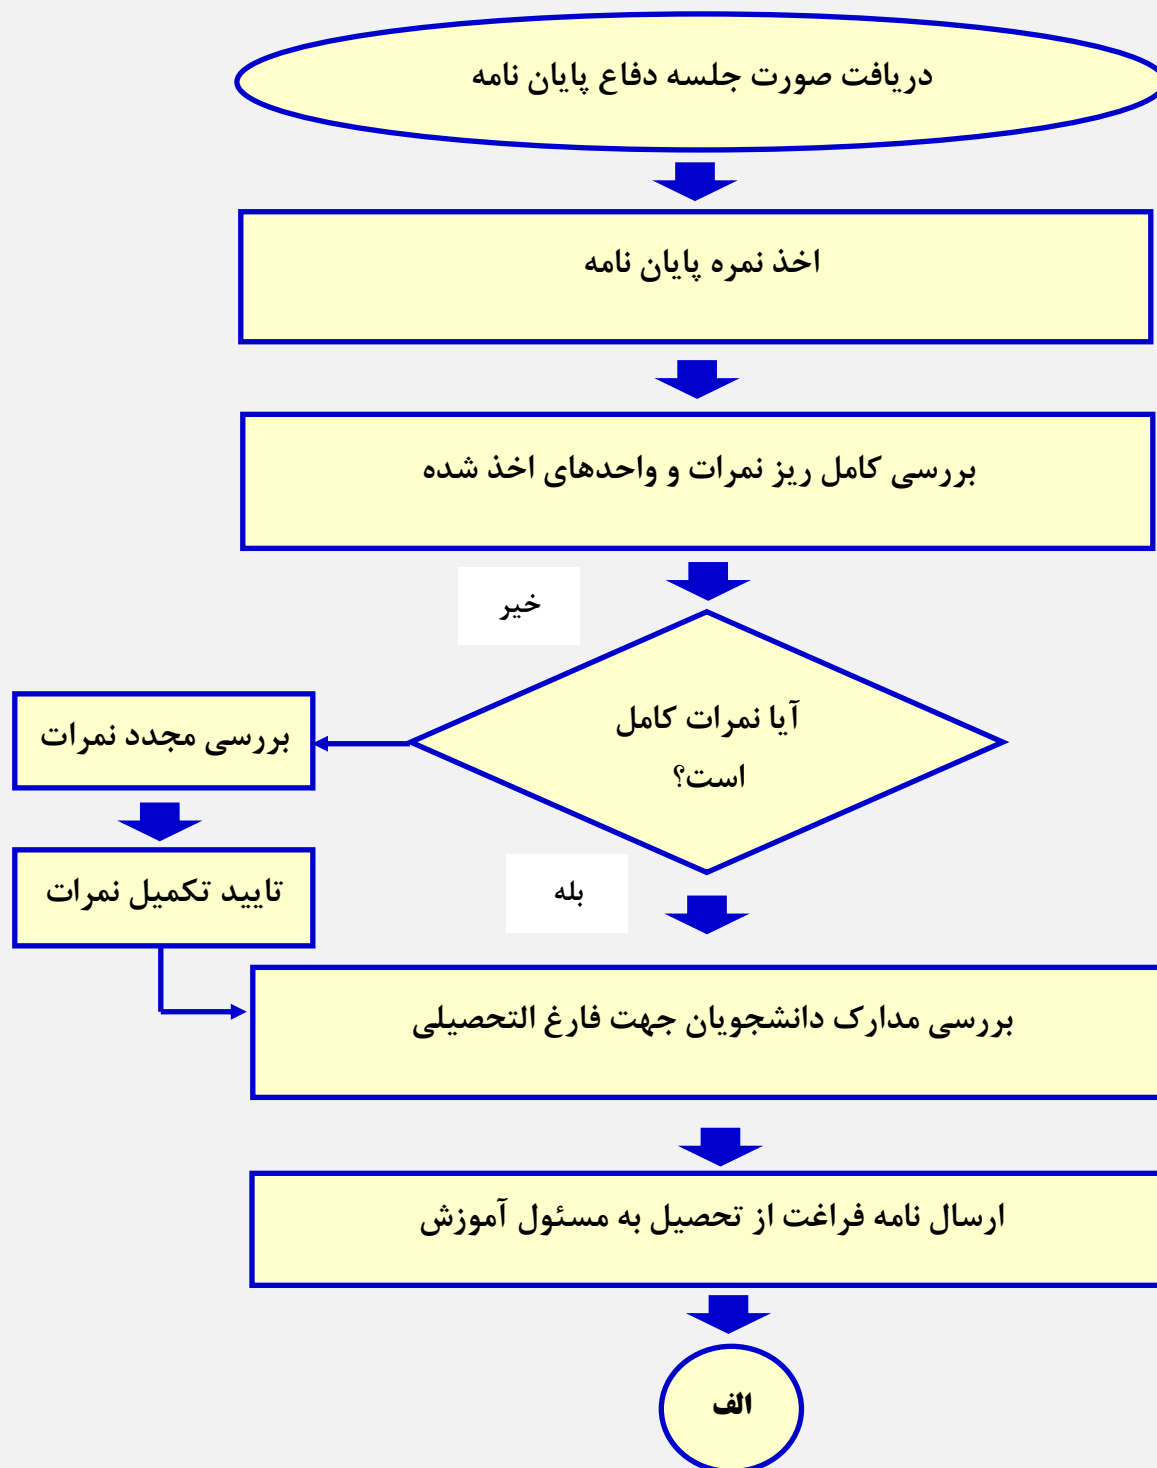 دریافت صورت جلسه دفاع پایان نامه
اخذ نمره پایان نامه
بررسی کامل ریز نمرات و واحدهای اخذ شده
خیر
آیا نمرات کامل
است؟
بررسی مجدد نمرات
تایید تکمیل نمرات
بله
بررسی مدارک دانشجویان جهت فارغ التحصیلی
ارسال نامه فراغت از تحصیل به مسئول آموزش
الف